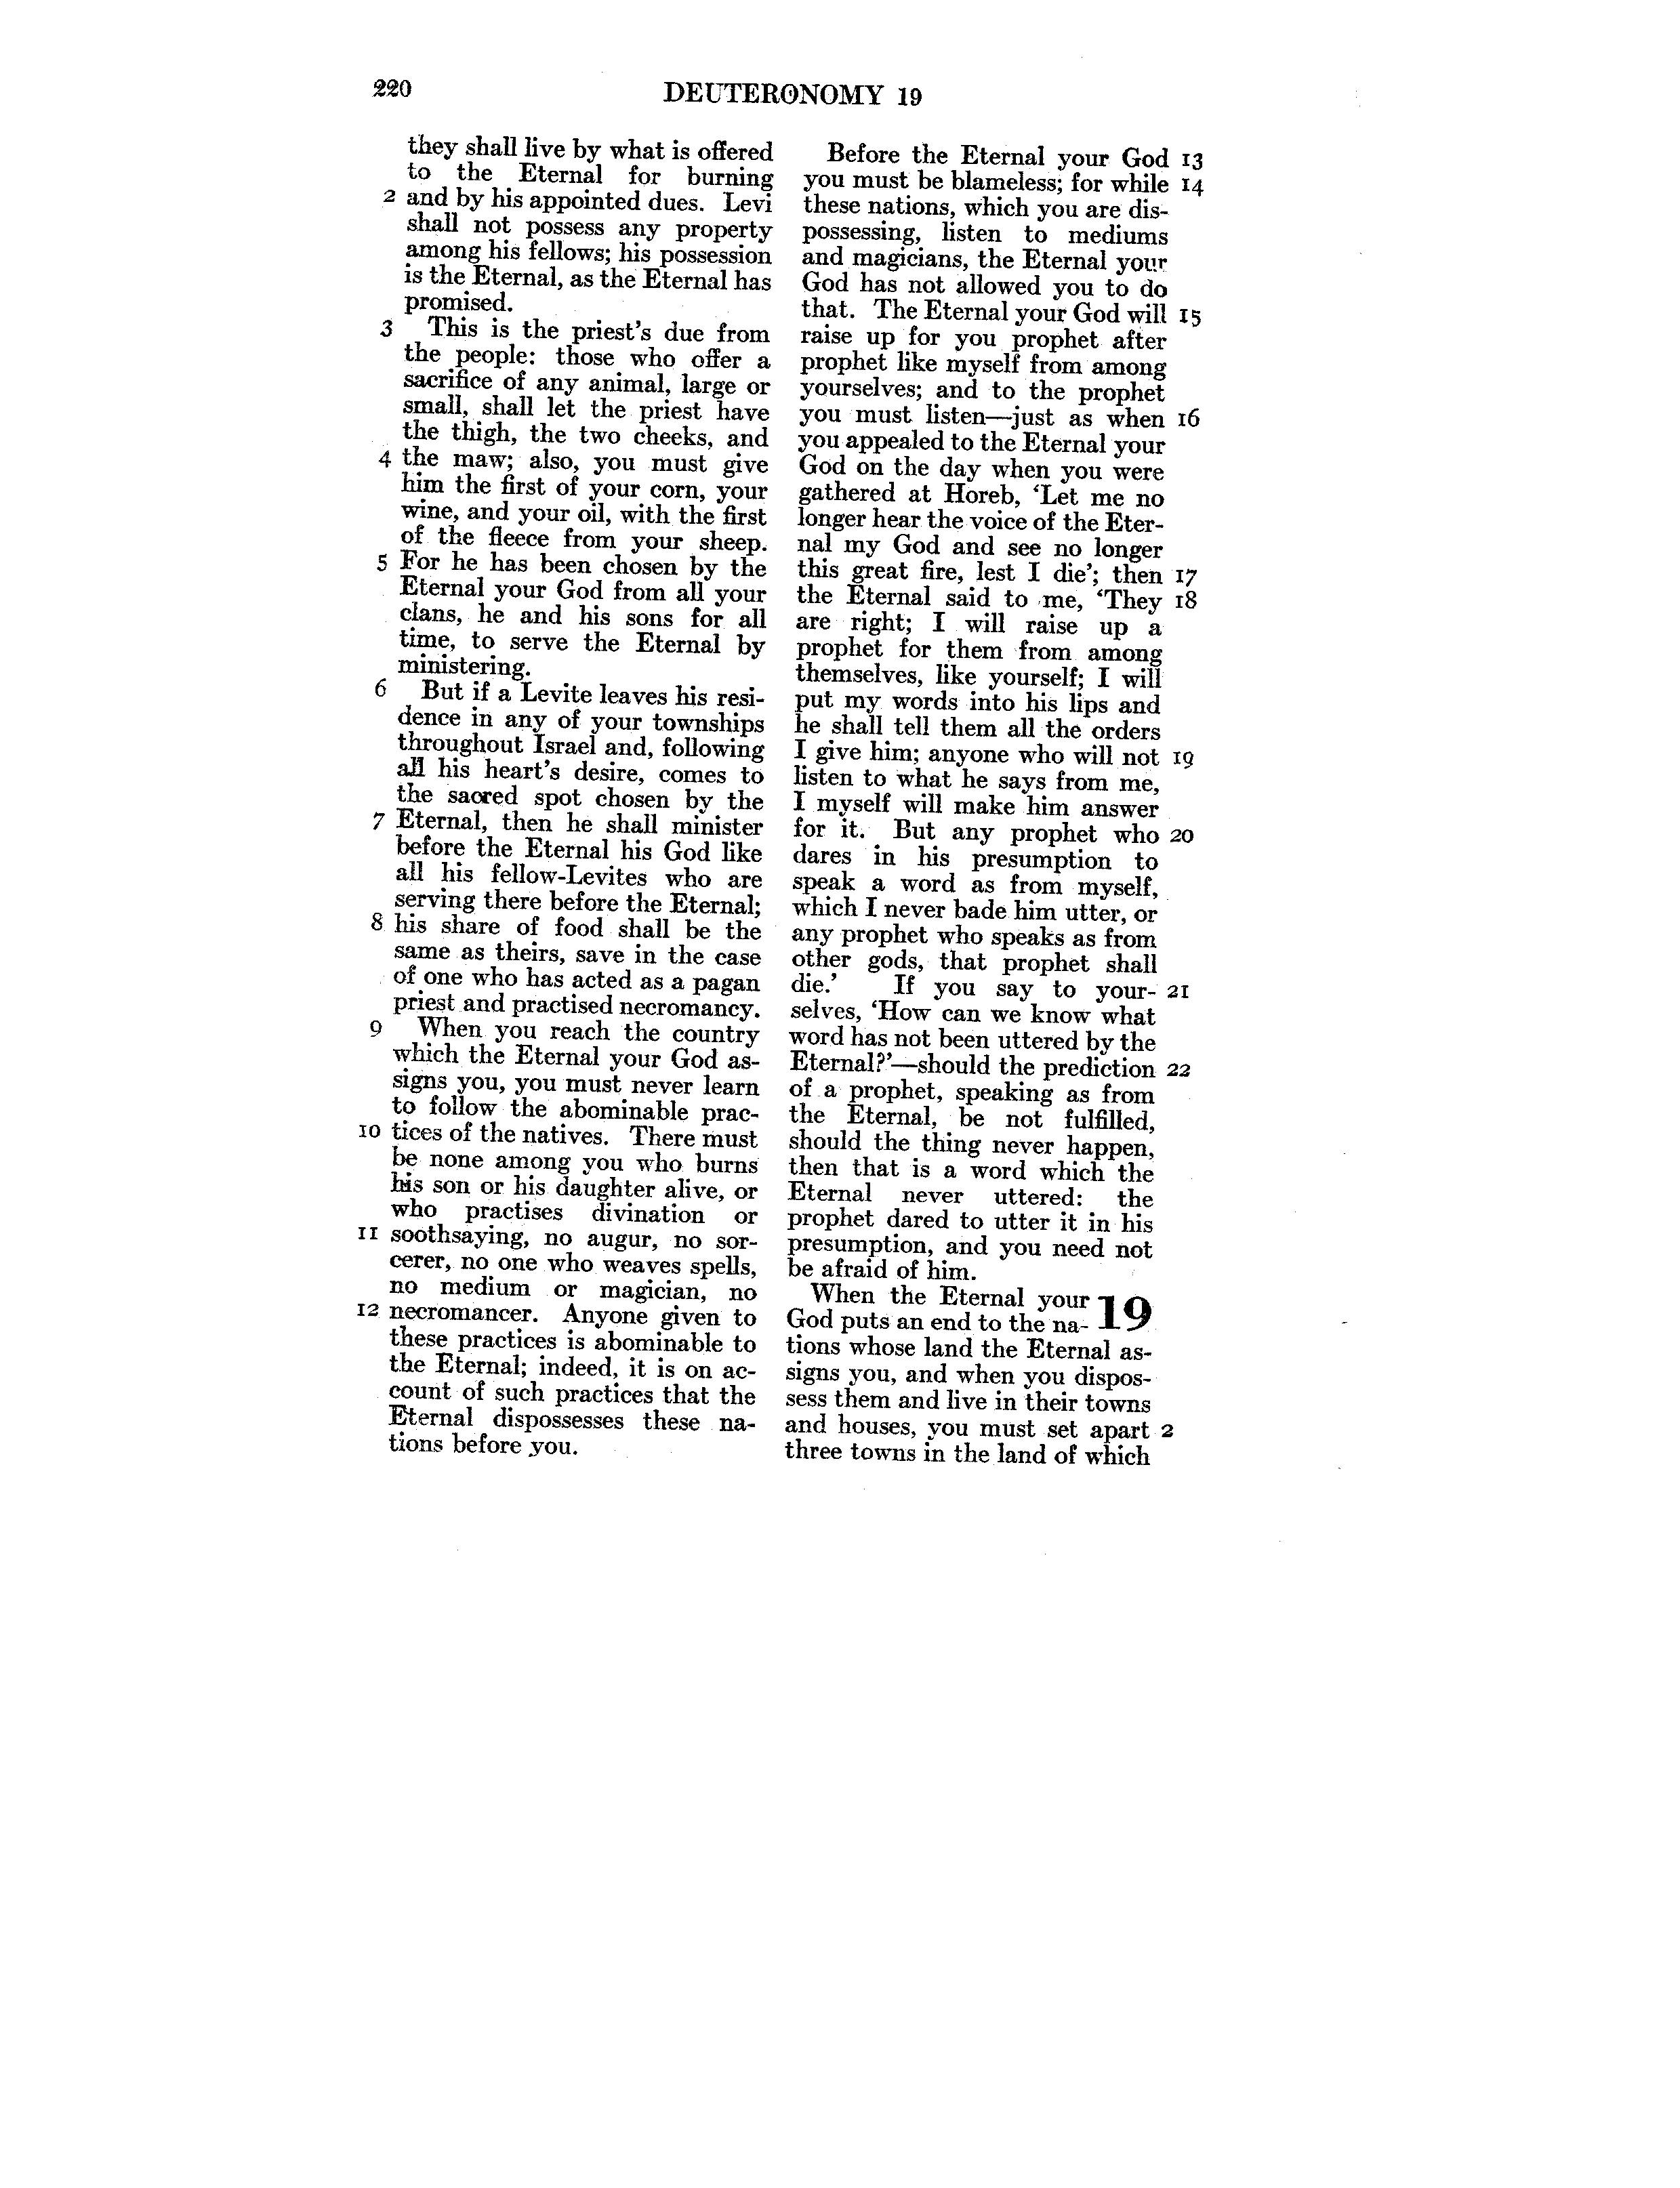 220
DEUTERONOMY 19
they shall live by what is offered
to the Eternal for burning
2 and by his appointed dues. Levi
shall not possess any property
among his fellows; his possession
is the Eternal, as the Eternal has
promised.
3 This is the priest's due from
the people: those who offer a
sacrifice of any animal, large or
small, shall let the priest have
the thigh, the two cheeks, and
4 the maw; also, you must give
him the first of your corn, your
wine, and your oil, with the first
of the fleece from your sheep.
5 For he has been chosen by the
Eternal your God from all your
clans, he and his sons for all
time, to serve the Eternal by
ministering.
6 But if a Levite leaves his resi-
dence in any of your townships
throughout Israel and, following
all his heart's desire, comes to
the sacred spot chosen by the
7 Eternal, then he shall minister
before the Eternal his God like
all his fellow-Levites who are
serving there before the Eternal;
8 his share of food shall be the
same as theirs, save in the case
of one who has acted as a pagan
priest and practised necromancy.
9 When you reach the country
which the Eternal your God as-
signs you, you must never learn
to follow the abominable prac-
10 tices of the natives. There must
be none among you who burns
his son or his daughter alive, or
who practises divination or
11 soothsaying, no augur, no sor-
cerer, no one who weaves spells,
no medium or magician, no
12 necromancer. Anyone given to
these practices is abominable to
the Eternal; indeed, it is on ac-
count of such practices that the
Eternal dispossesses these na-
tions before you.
Before the Eternal your God 13
you must be blameless; for while 14
these nations, which you are dis-
possessing, listen to mediums
and magicians, the Eternal your
God has not allowed you to do
that. The Eternal your God will 15
raise up for you prophet after
prophet like myself from among
yourselves; and to the prophet
you must listen—just as when 16
you appealed to the Eternal your
God on the day when you were
gathered at Horeb, ‘Let me no
longer hear the voice of the Eter-
nal my God and see no longer
this great fire, lest I die’; then 17
the Eternal said to me, ‘They 18
are right; I will raise up a
prophet for them from among
themselves, like yourself; I will
put my words into his lips and
he shall tell them all the orders
I give him; anyone who will not 19
listen to what he says from me,
I myself will make him answer
for it. But any prophet who 20
dares in his presumption to
speak a word as from myself,
which I never bade him utter, or
any prophet who speaks as from
other gods, that prophet shall
die.’ If you say to your- 21
selves, ‘How can we know what
word has not been uttered by the
Eternal?’—should the prediction 22
of a prophet, speaking as from
the Eternal, be not fulfilled,
should the thing never happen,
then that is a word which the
Eternal never uttered: the
prophet dared to utter it in his
presumption, and you need not
be afraid of him.
When the Eternal your 19
God puts an end to the na-
tions whose land the Eternal as-
signs you, and when you dispos-
sess them and live in their towns
and houses, you must set apart 2
three towns in the land of which